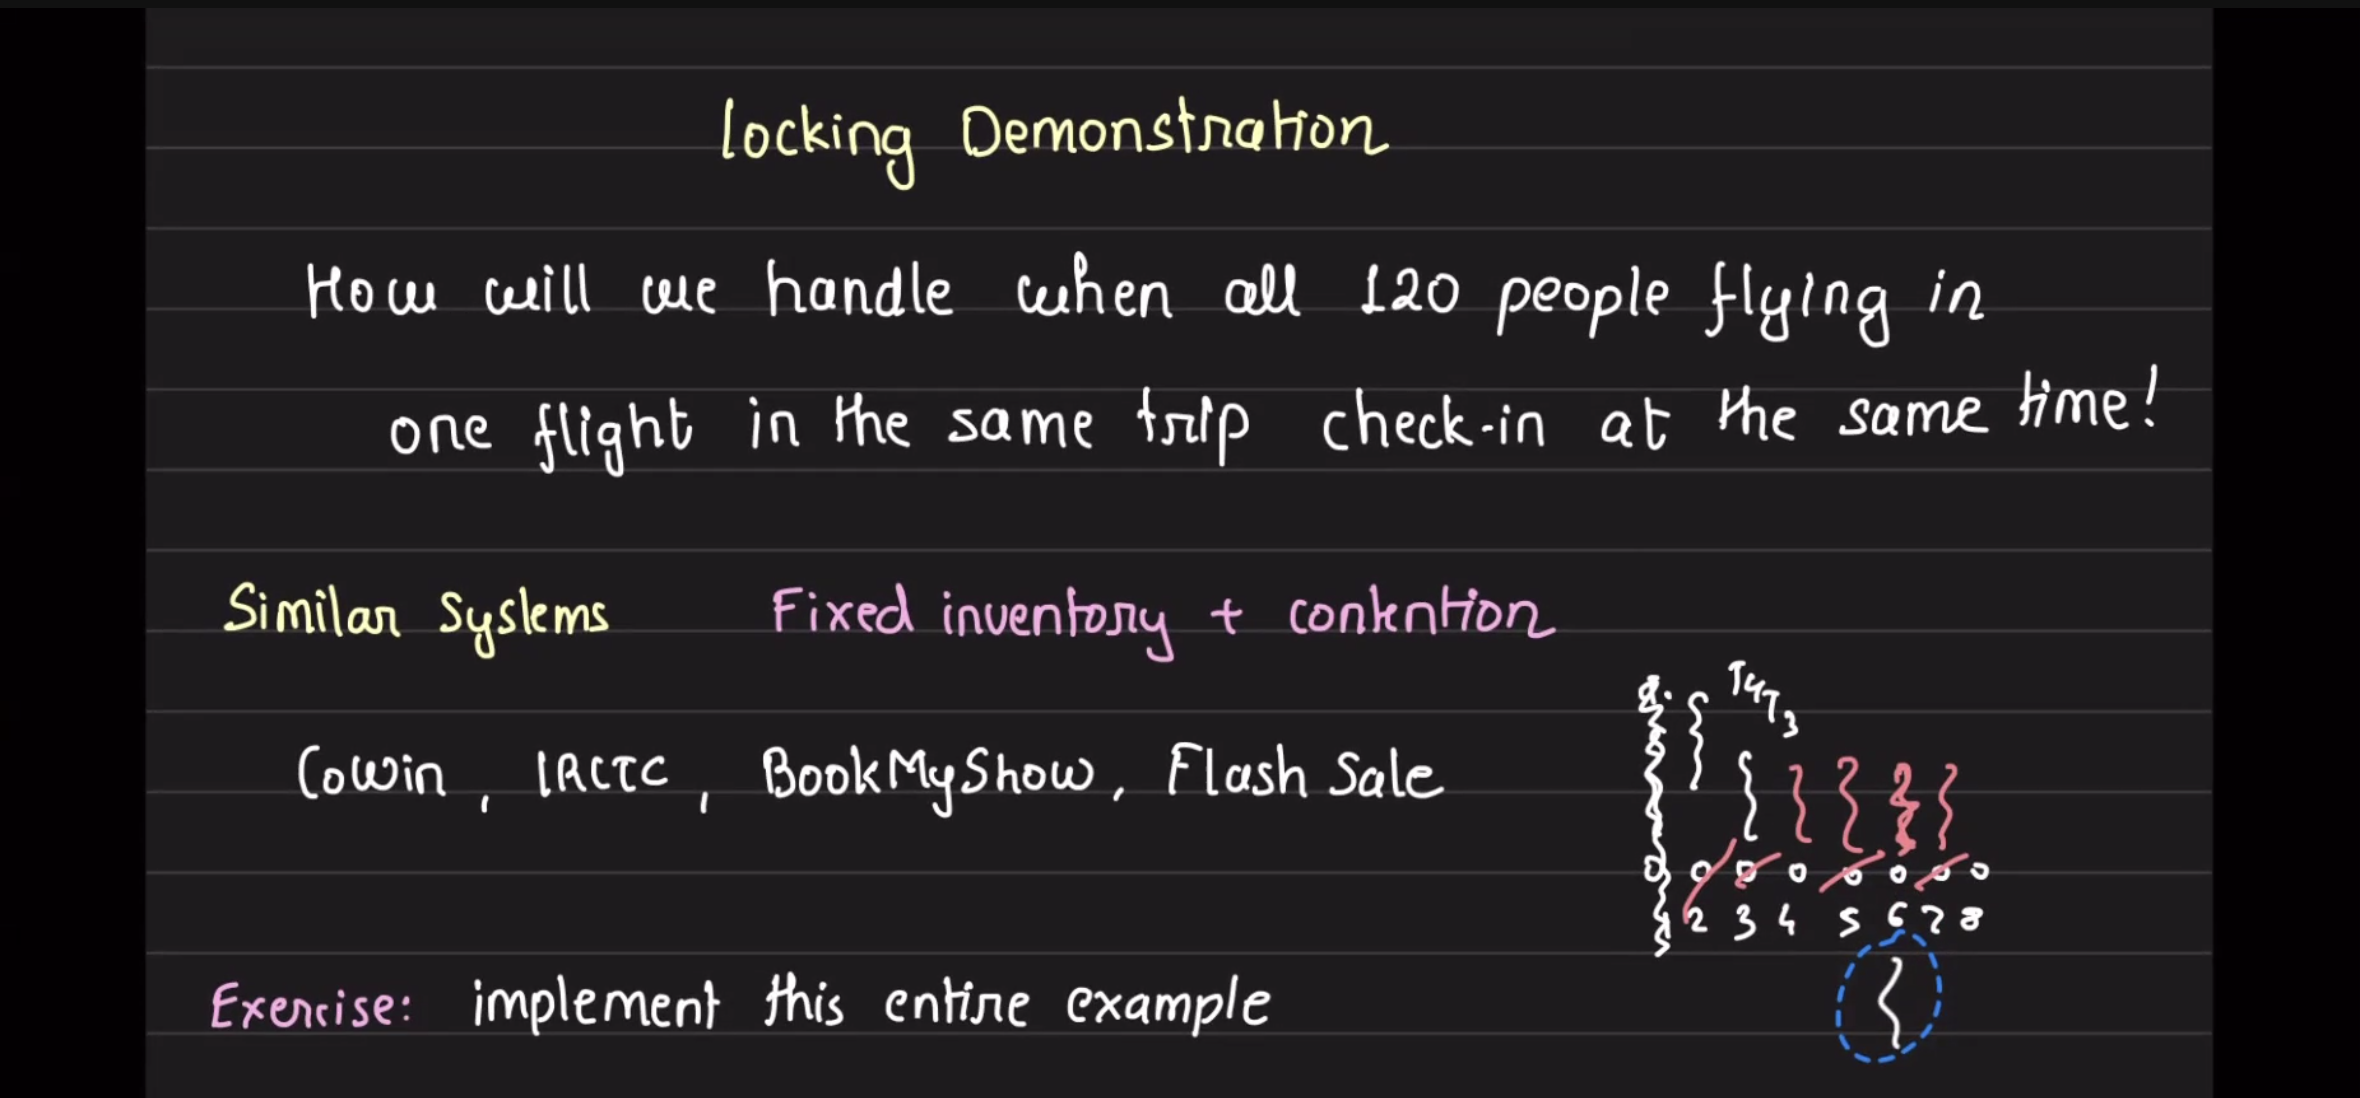 Locking Demonstration
How will we handle when all 120 people flying in
one flight in the same trip check-in at the same time!
Similar Systems Fixed inventory + contention
CoWin, IRCTC, BookMyShow, Flash Sale
2 3 4 5 6 7 8
Exercise: implement this entire example